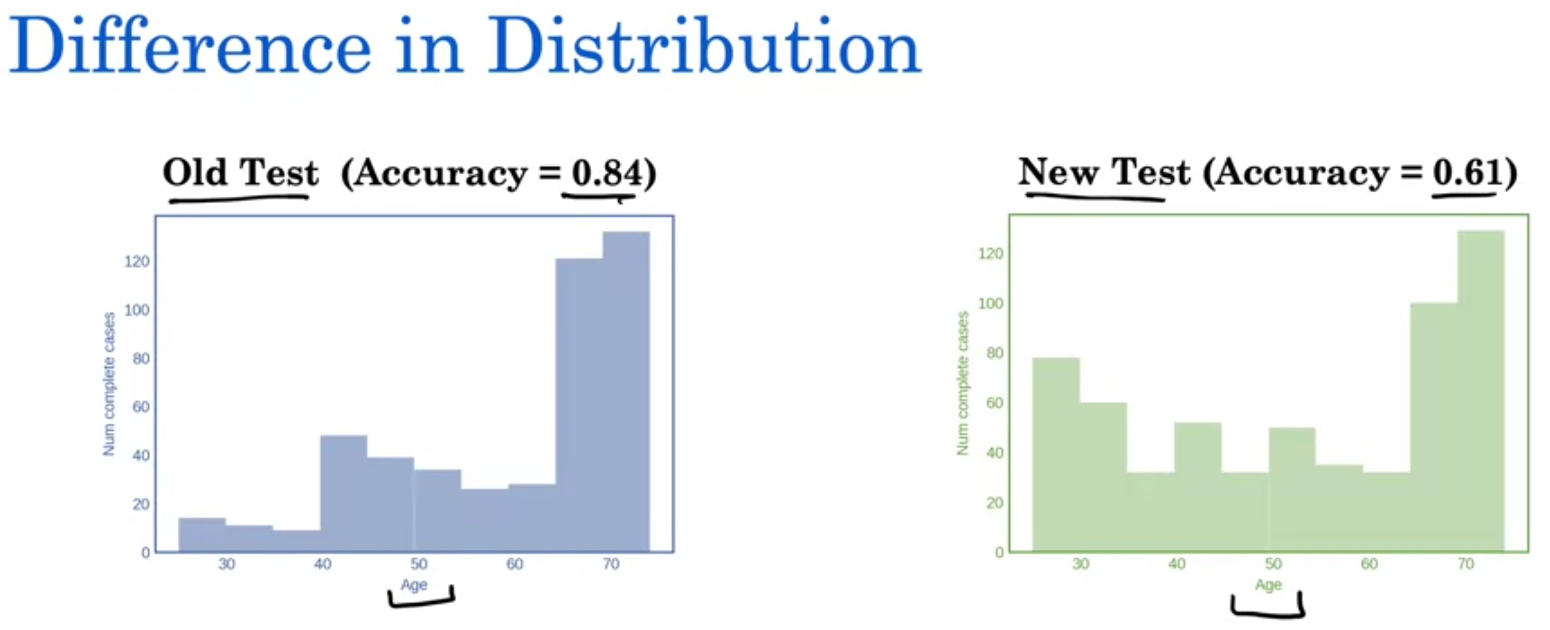 Difference in Distribution
Old Test (Accuracy = 0.84)
120
100
80
60
40
20
0
Num complete cases
30 40 50 60 70
Age
New Test (Accuracy = 0.61)
120
100
80
60
40
20
0
Num complete cases
30 40 50 60 70
Age